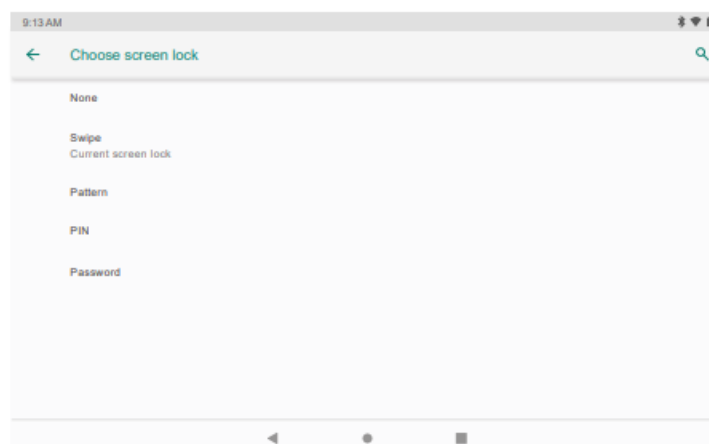 9:13 AM
Choose screen lock
None
Swipe
Current screen lock
Pattern
PIN
Password